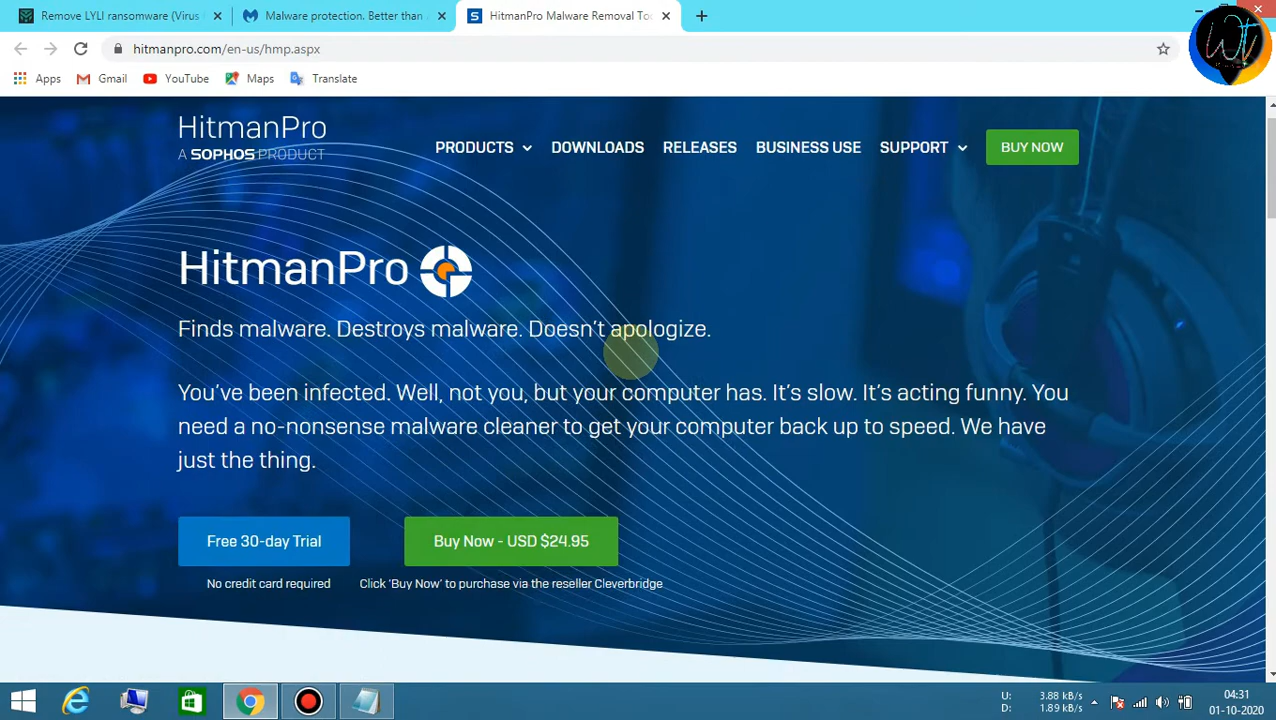 Remove LYLI ransomware (Virus
Malware protection. Better than
HitmanPro Malware Removal Too
hitmanpro.com/en-us/hmp.aspx
Apps Gmail YouTube Maps Translate
HitmanPro
A SOPHOS PRODUCT
PRODUCTS DOWNLOADS RELEASES BUSINESS USE SUPPORT BUY NOW
HitmanPro
Finds malware. Destroys malware. Doesn't apologize.
You've been infected. Well, not you, but your computer has. It's slow. It's acting funny. You
need a no-nonsense malware cleaner to get your computer back up to speed. We have
just the thing.
Free 30-day Trial Buy Now - USD $24.95
No credit card required Click 'Buy Now' to purchase via the reseller Cleverbridge
U: 3.88 kB/s
D: 1.89 kB/s
04:31
01-10-2020